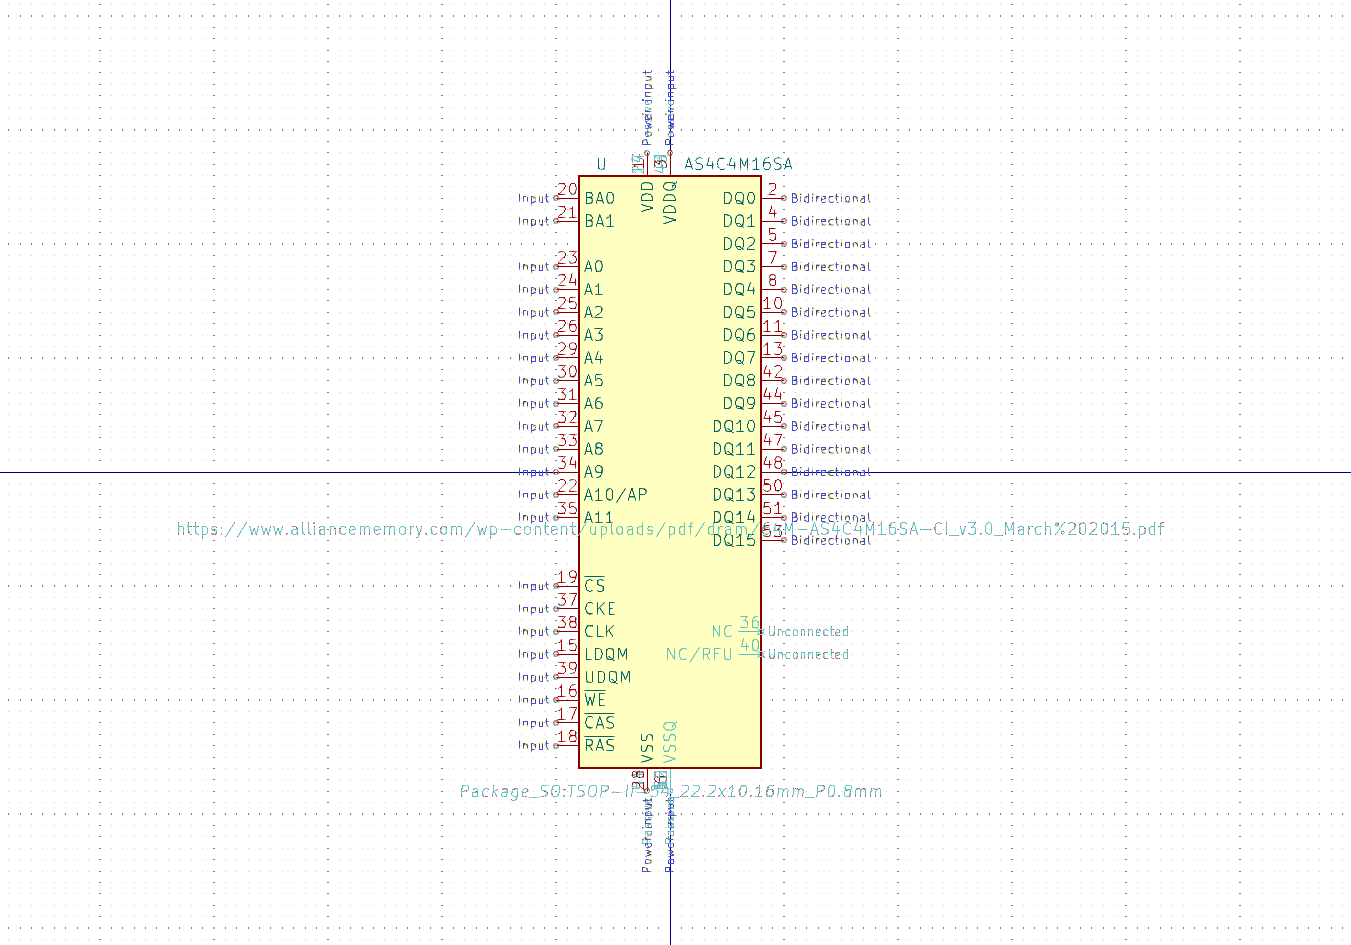 Power input
Power input
U
AS4C4M16SA
VDD
VDDQ
Input 20 BA0
DQ0 2 Bidirectional
Input 21 BA1
DQ1 4 Bidirectional
DQ2 5 Bidirectional
Input 23 A0
DQ3 7 Bidirectional
Input 24 A1
DQ4 8 Bidirectional
Input 25 A2
DQ5 10 Bidirectional
Input 26 A3
DQ6 11 Bidirectional
Input 29 A4
DQ7 13 Bidirectional
Input 30 A5
DQ8 42 Bidirectional
Input 31 A6
DQ9 44 Bidirectional
Input 32 A7
DQ10 45 Bidirectional
Input 33 A8
DQ11 47 Bidirectional
Input 34 A9
DQ12 48 Bidirectional
Input 22 A10/AP
DQ13 50 Bidirectional
Input 35 A11
DQ14 51 Bidirectional
https://www.alliancememory.com/wp-content/uploads/pdf/dram/64M-AS4C4M16SA-CI_v3.0_March%202015.pdf
DQ15 53 Bidirectional
Input 19 CS
Input 37 CKE
Input 38 CLK
NC 36 Unconnected
Input 15 LDQM
NC/RFU 40 Unconnected
Input 39 UDQM
Input 16 WE
Input 17 CAS
Input 18 RAS
VSS
VSSQ
28
Package_SO:TSOP-II-54_22.2x10.16mm_P0.8mm
Power input
Power input